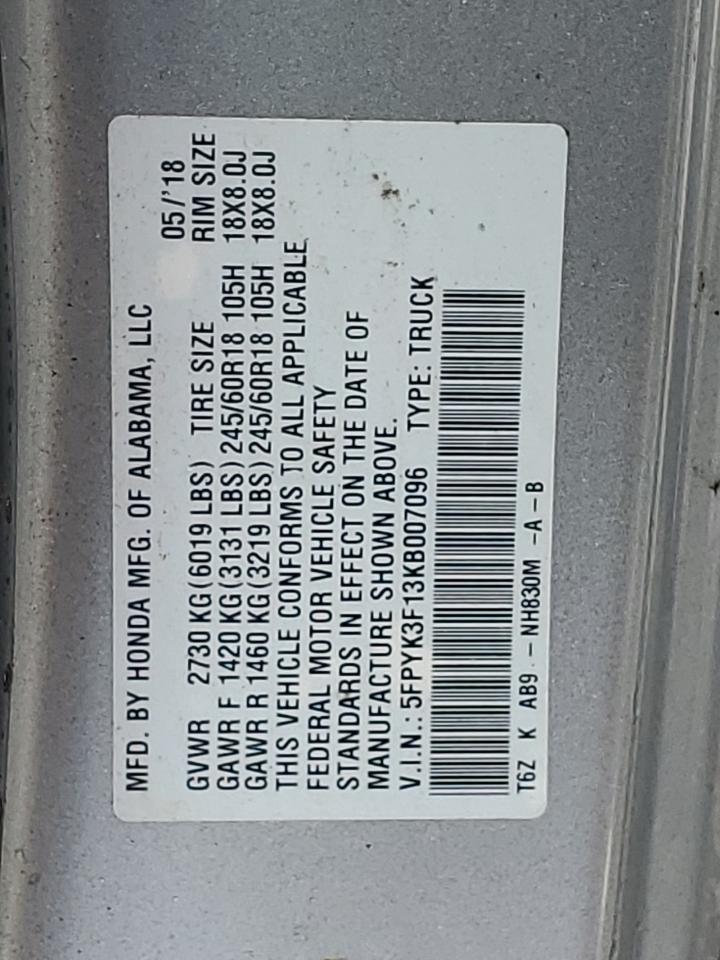 MFD. BY HONDA MFG. OF ALABAMA, LLC
05/'18
GVWR 2730 KG (6019 LBS) TIRE SIZE RIM SIZE
GAWR F 1420 KG (3131 LBS) 245/60R18 105H 18X8.0J
GAWR R 1460 KG (3219 LBS) 245/60R18 105H 18X8.0J
THIS VEHICLE CONFORMS TO ALL APPLICABLE
FEDERAL MOTOR VEHICLE SAFETY
STANDARDS IN EFFECT ON THE DATE OF
MANUFACTURE SHOWN ABOVE.
V.I.N.: 5FPYK3F13KB007096 TYPE: TRUCK
T6Z K AB9 - NH830M -A-B